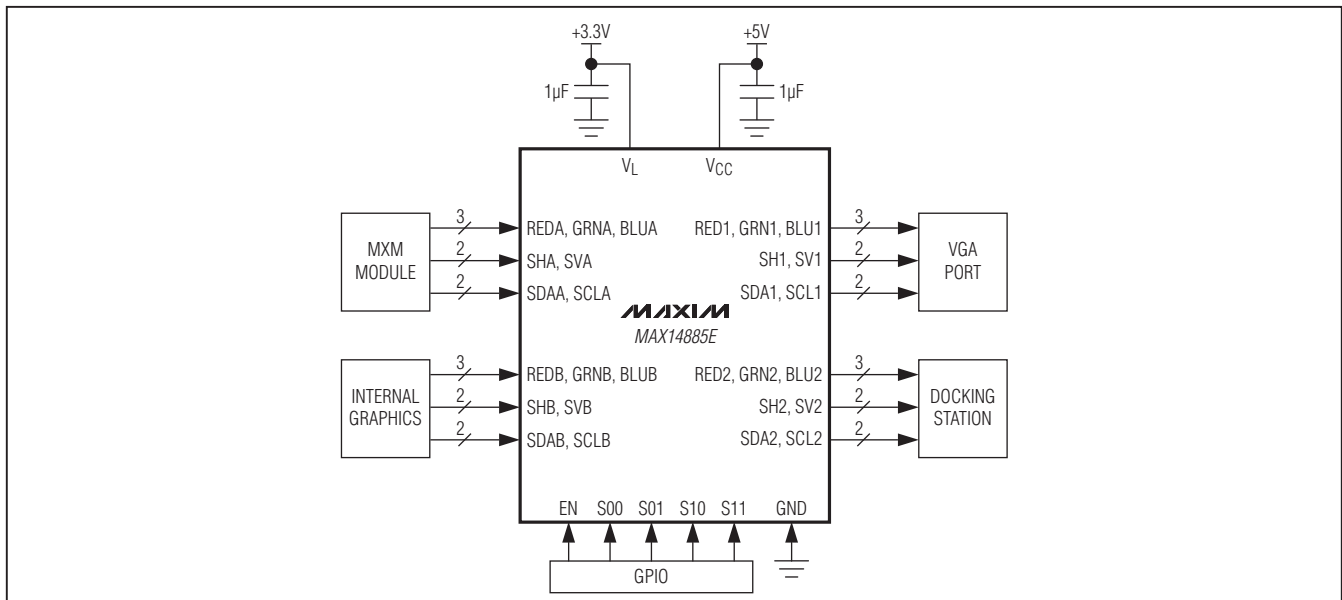 +3.3V +5V
1µF 1µF
VL VCC
MXM
MODULE
3 REDA, GRNA, BLUA
2 SHA, SVA
2 SDAA, SCLA
RED1, GRN1, BLU1 3
SH1, SV1 2
SDA1, SCL1 2
VGA
PORT
MAXIM
MAX14885E
INTERNAL
GRAPHICS
3 REDB, GRNB, BLUB
2 SHB, SVB
2 SDAB, SCLB
RED2, GRN2, BLU2 3
SH2, SV2 2
SDA2, SCL2 2
DOCKING
STATION
EN S00 S01 S10 S11 GND
GPIO